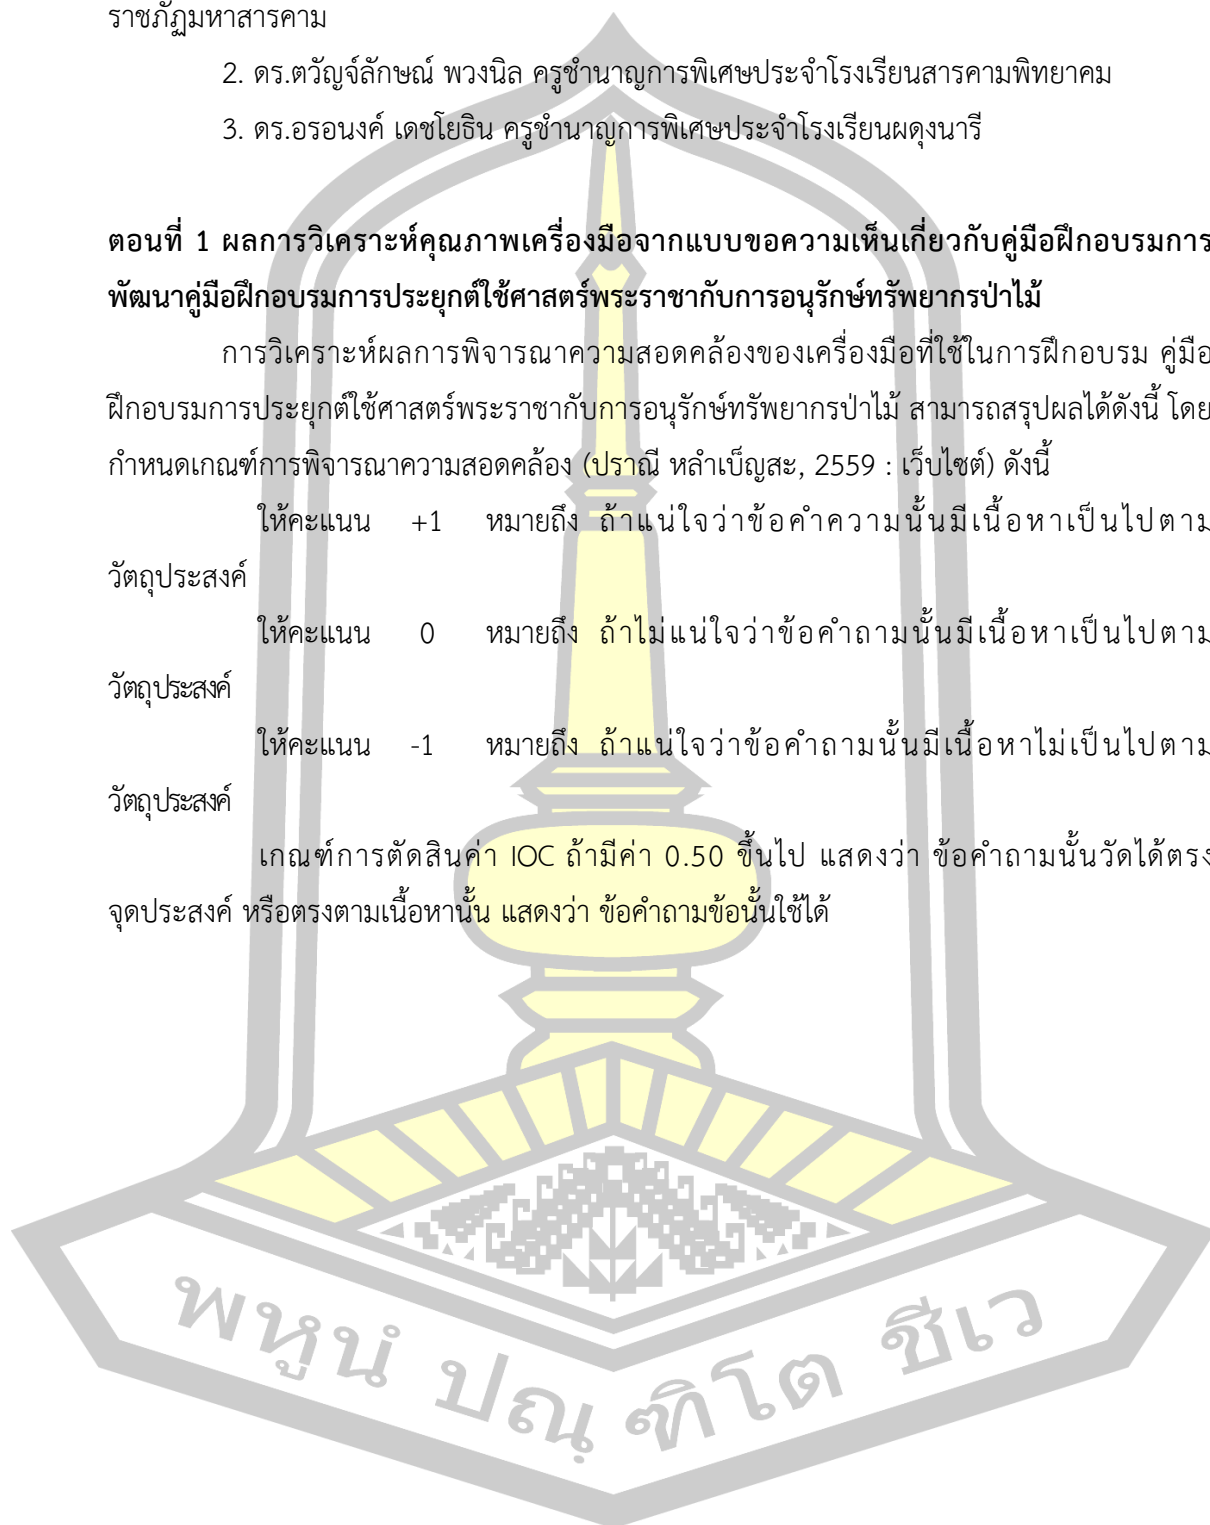 ราชภัฏมหาสารคาม
2. ดร.ตวัญจ์ลักษณ์ พวงนิล ครูชำนาญการพิเศษประจำโรงเรียนสารคามพิทยาคม
3. ดร.อรอนงค์ เดชโยธิน ครูชำนาญการพิเศษประจำโรงเรียนผดุงนารี
ตอนที่ 1 ผลการวิเคราะห์คุณภาพเครื่องมือจากแบบขอความเห็นเกี่ยวกับคู่มือฝึกอบรมการ
พัฒนาคู่มือฝึกอบรมการประยุกต์ใช้ศาสตร์พระราชากับการอนุรักษ์ทรัพยากรป่าไม้
การวิเคราะห์ผลการพิจารณาความสอดคล้องของเครื่องมือที่ใช้ในการฝึกอบรม คู่มือ
ฝึกอบรมการประยุกต์ใช้ศาสตร์พระราชากับการอนุรักษ์ทรัพยากรป่าไม้ สามารถสรุปผลได้ดังนี้ โดย
กำหนดเกณฑ์การพิจารณาความสอดคล้อง (ปราณี หลำเบ็ญสะ, 2559 : เว็บไซต์) ดังนี้
ให้คะแนน +1 หมายถึง ถ้าแน่ใจว่าข้อคำความนั้นมีเนื้อหาเป็นไปตาม
วัตถุประสงค์
ให้คะแนน 0 หมายถึง ถ้าไม่แน่ใจว่าข้อคำถามนั้นมีเนื้อหาเป็นไปตาม
วัตถุประสงค์
ให้คะแนน -1 หมายถึง ถ้าแน่ใจว่าข้อคำถามนั้นมีเนื้อหาไม่เป็นไปตาม
วัตถุประสงค์
เกณฑ์การตัดสินค่า IOC ถ้ามีค่า 0.50 ขึ้นไป แสดงว่า ข้อคำถามนั้นวัดได้ตรง
จุดประสงค์ หรือตรงตามเนื้อหานั้น แสดงว่า ข้อคำถามข้อนั้นใช้ได้
พหูนํ ปณฺฑิโต ชีเว